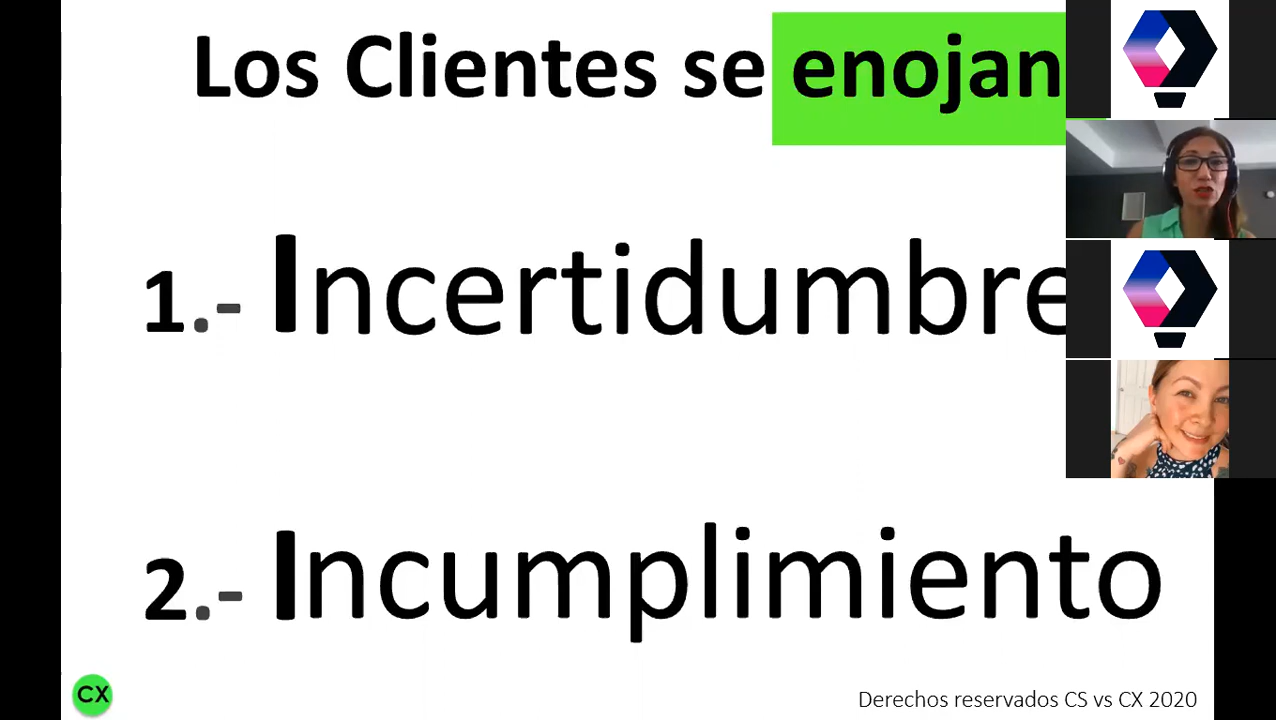 Los Clientes se enojan
1.- Incertidumbre
2.- Incumplimiento
CX
Derechos reservados CS vs CX 2020